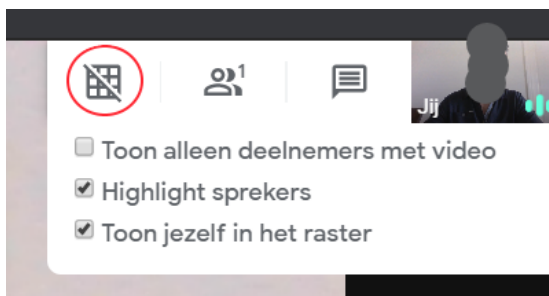 1
Jij
Toon alleen deelnemers met video
Highlight sprekers
Toon jezelf in het raster